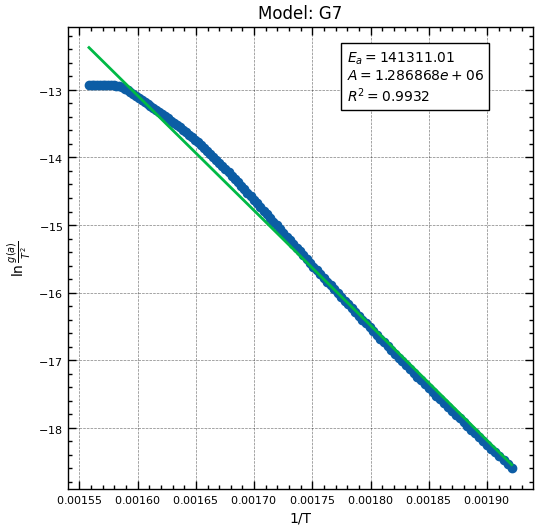 Model: G7
E_a = 141311.01
A = 1.286868e + 06
R² = 0.9932
ln g(a)/T²
−13
−14
−15
−16
−17
−18
0.00155 0.00160 0.00165 0.00170 0.00175 0.00180 0.00185 0.00190
1/T